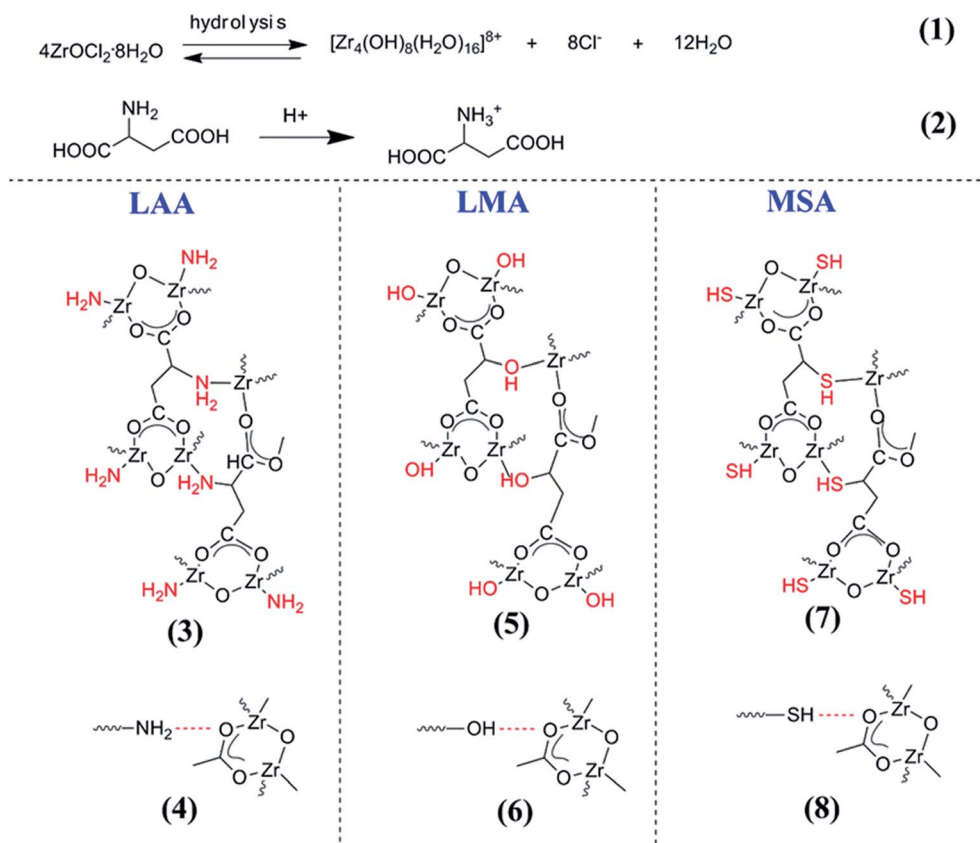 hydrolysis
4ZrOCl₂·8H₂O [Zr₄(OH)₈(H₂O)₁₆]⁸⁺ + 8Cl⁻ + 12H₂O (1)
NH₂ NH₃⁺
HOOC COOH H+ HOOC COOH (2)
LAA LMA MSA
NH₂ OH SH
O O O
H₂N Zr Zr HO Zr Zr HS Zr Zr
O O O O O O
C C C
N H₂ Zr O H Zr S H Zr
O O O
C C C
O O O O O O
Zr Zr Zr Zr Zr Zr
HC O C O C O
NH₂ O H₂N OH O HO SH O HS
C C C
O O O O O O
Zr Zr Zr Zr Zr Zr
H₂N O NH₂ HO O OH HS O SH
(3) (5) (7)
NH₂ O Zr O OH O Zr O SH O Zr O
O Zr O Zr O Zr
(4) (6) (8)